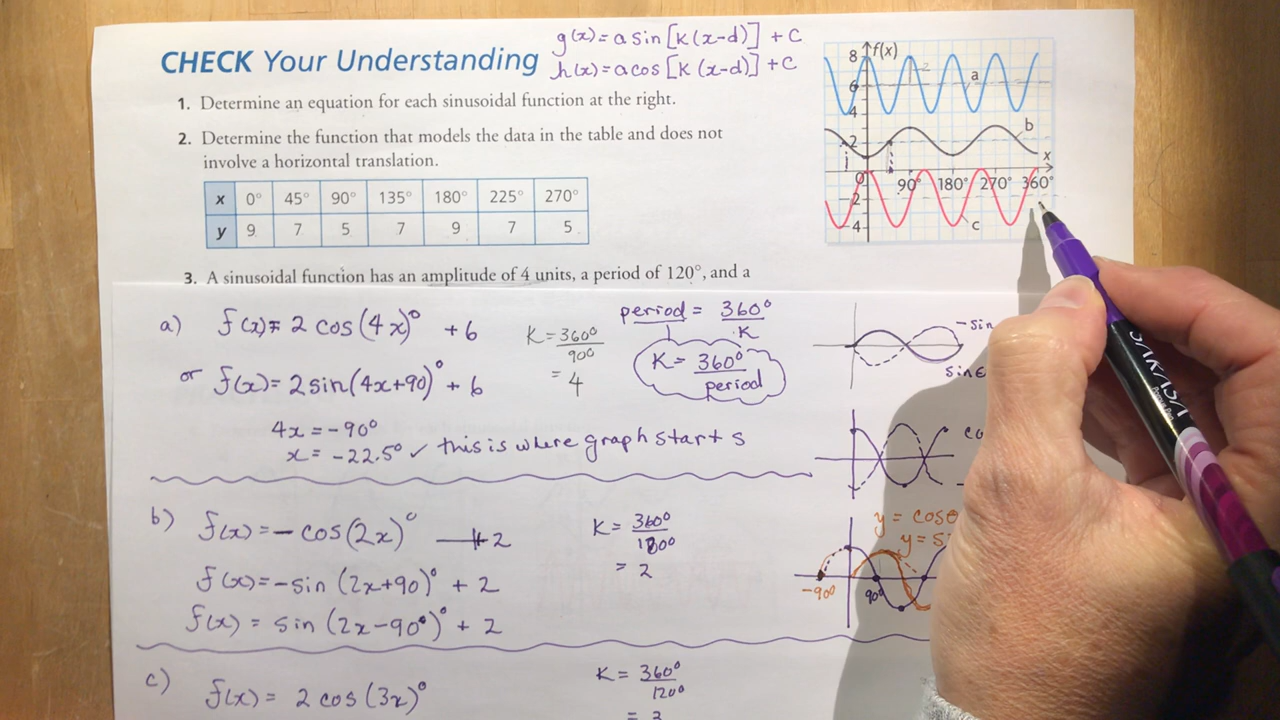 CHECK Your Understanding
g(x)=a sin[k(x-d)] + c
h(x)=a cos[k(x-d)] + c
1. Determine an equation for each sinusoidal function at the right.
2. Determine the function that models the data in the table and does not
involve a horizontal translation.
x 0° 45° 90° 135° 180° 225° 270°
y 9 7 5 7 9 7 5
3. A sinusoidal function has an amplitude of 4 units, a period of 120°, and a
8 f(x)
a
6
4
b
2
x
0 90° 180° 270° 360°
-2
-4 c
a) f(x)= 2 cos(4x)° + 6
or f(x)= 2sin(4x+90)° + 6
4x = -90°
x = -22.5° ✓ this is where graph starts
K = 360°/90°
= 4
period = 360°/K
K = 360°/period
-sin
b) f(x)= -cos(2x)° +2
f(x)= -sin (2x+90)° + 2
f(x) = sin (2x-90°)° + 2
K = 360°/180°
= 2
y = cosθ
-90° 90°
c) f(x)= 2 cos(3x)°
K = 360°/120°
= 3
SAKURA